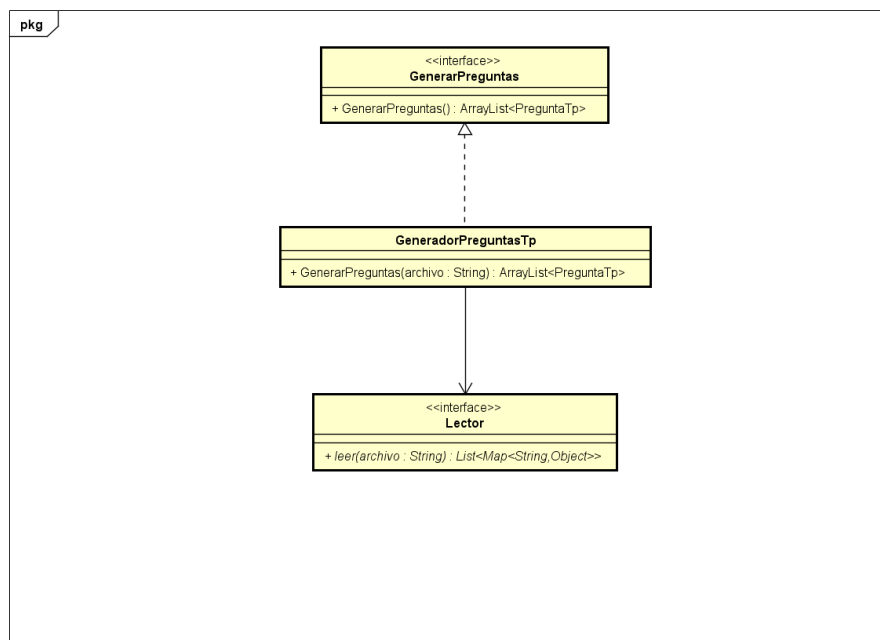 pkg
<<interface>>
GenerarPreguntas
+ GenerarPreguntas() : ArrayList<PreguntaTp>
GeneradorPreguntasTp
+ GenerarPreguntas(archivo : String) : ArrayList<PreguntaTp>
<<interface>>
Lector
+ leer(archivo : String) : List<Map<String,Object>>